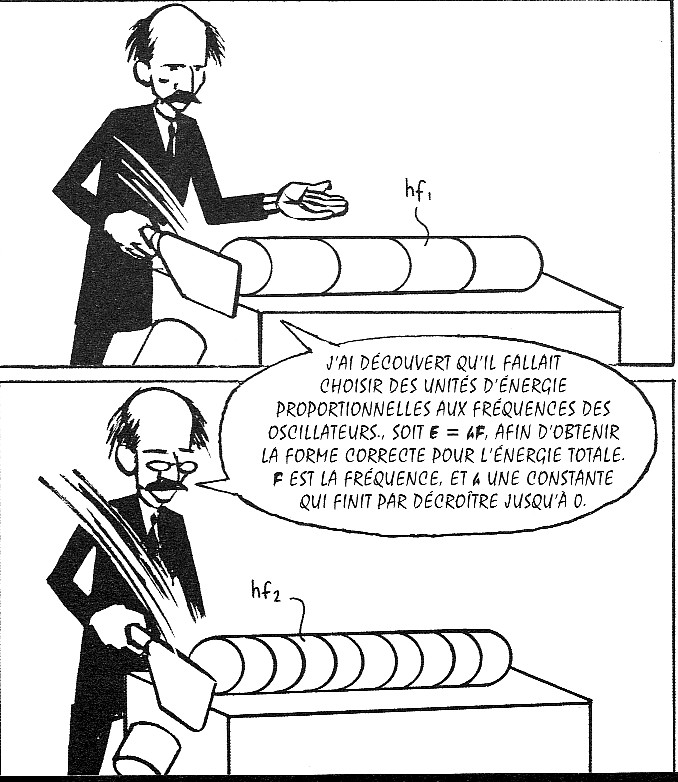 hf₁
J'AI DÉCOUVERT QU'IL FALLAIT
CHOISIR DES UNITÉS D'ÉNERGIE
PROPORTIONNELLES AUX FRÉQUENCES DES
OSCILLATEURS., SOIT E = hF, AFIN D'OBTENIR
LA FORME CORRECTE POUR L'ÉNERGIE TOTALE.
F EST LA FRÉQUENCE, ET h UNE CONSTANTE
QUI FINIT PAR DÉCROÎTRE JUSQU'À 0.
hf₂